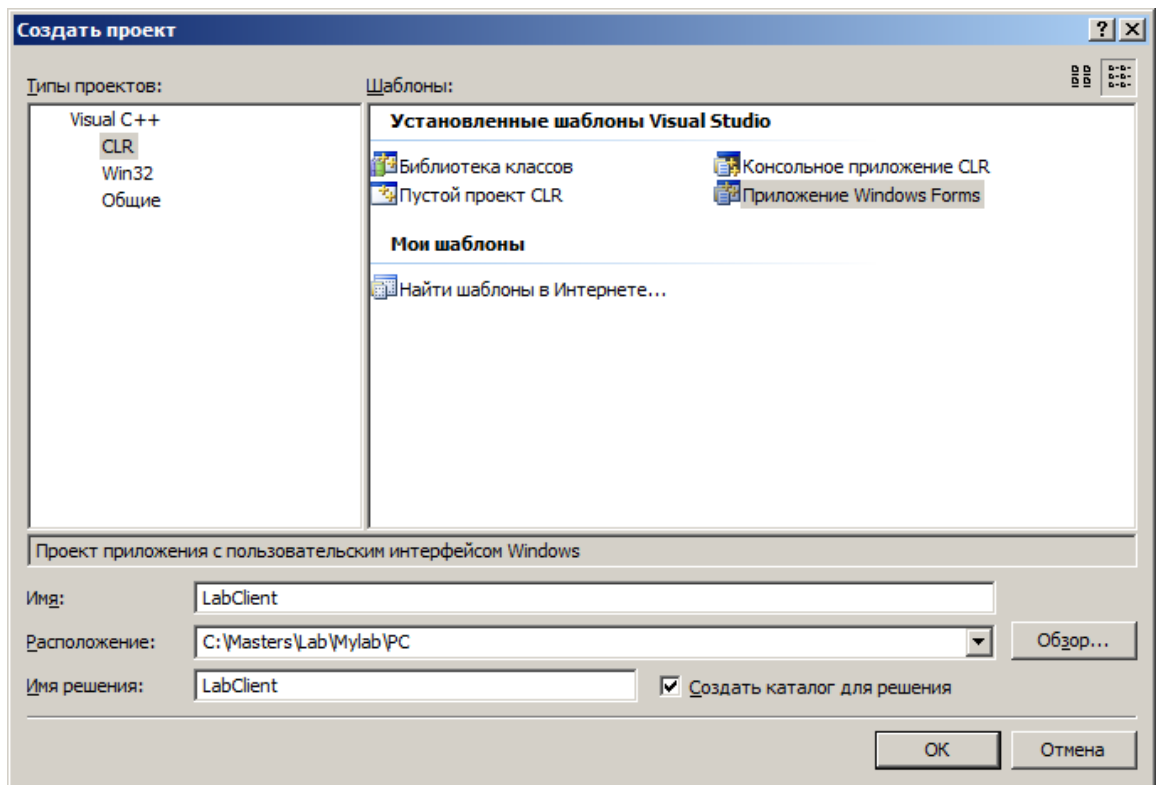 Создать проект
Типы проектов:
Шаблоны:
Visual C++
CLR
Win32
Общие
Установленные шаблоны Visual Studio
Библиотека классов
Консольное приложение CLR
Пустой проект CLR
Приложение Windows Forms
Мои шаблоны
Найти шаблоны в Интернете...
Проект приложения с пользовательским интерфейсом Windows
Имя:
LabClient
Расположение:
C:\Masters\Lab\Mylab\PC
Обзор...
Имя решения:
LabClient
Создать каталог для решения
OK
Отмена